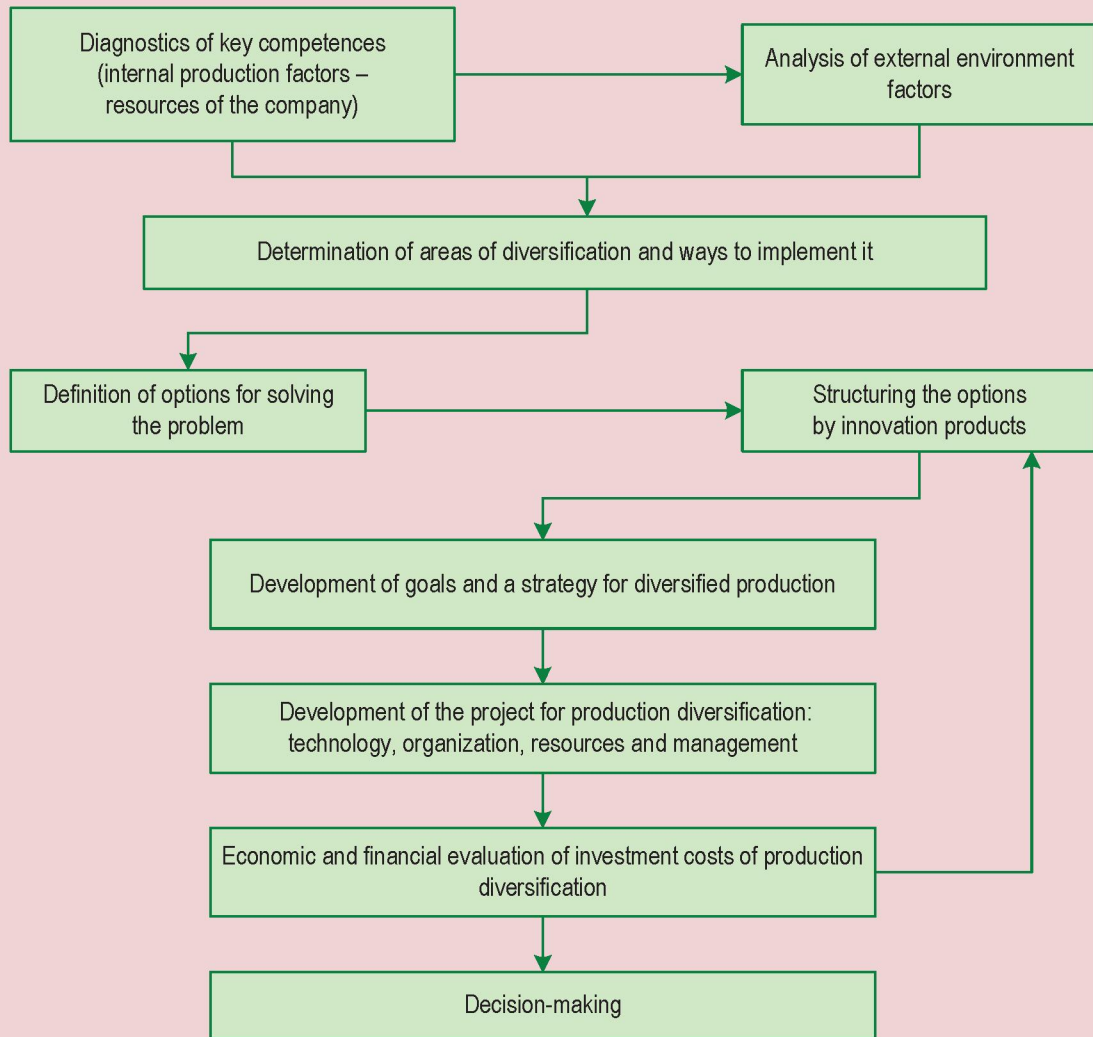 Diagnostics of key competences
(internal production factors –
resources of the company)
Analysis of external environment
factors
Determination of areas of diversification and ways to implement it
Definition of options for solving
the problem
Structuring the options
by innovation products
Development of goals and a strategy for diversified production
Development of the project for production diversification:
technology, organization, resources and management
Economic and financial evaluation of investment costs of production
diversification
Decision-making